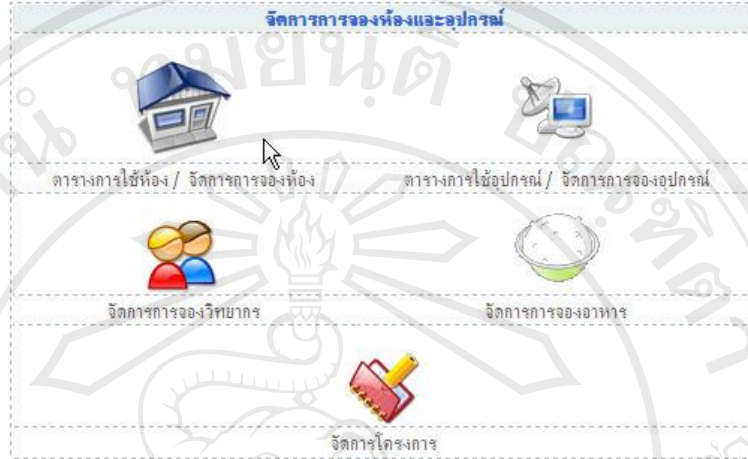 จัดการการจองห้องและอุปกรณ์
ตารางการใช้ห้อง / จัดการการจองห้อง
ตารางการใช้อุปกรณ์ / จัดการการจองอุปกรณ์
จัดการการจองวิทยากร
จัดการการจองอาหาร
จัดการโครงการ